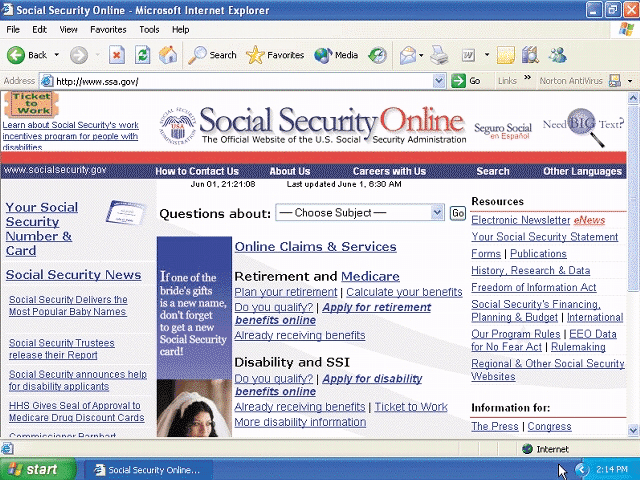 Social Security Online - Microsoft Internet Explorer
File Edit View Favorites Tools Help
Back Search Favorites Media
Address http://www.ssa.gov/ Go Links » Norton AntiVirus
Ticket
to
Work
Learn about Social Security's work
incentives program for people with
disabilities
SOCIAL SECURITY
USA
ADMINISTRATION
Social Security Online
The Official Website of the U.S. Social Security Administration
Seguro Social
en Español
Need BIG Text?
www.socialsecurity.gov
How to Contact Us About Us Careers with Us Search Other Languages
Jun 01, 21:21:08 Last updated June 1, 6:30 AM
Your Social
Security
Number &
Card
Social Security News
Social Security Delivers the
Most Popular Baby Names
Social Security Trustees
release their Report
Social Security announces help
for disability applicants
HHS Gives Seal of Approval to
Medicare Drug Discount Cards
Commissioner Barnhart
Questions about: --- Choose Subject --- Go
If one of the
bride's gifts
is a new name,
don't forget
to get a new
Social Security
card!
Online Claims & Services
Retirement and Medicare
Plan your retirement | Calculate your benefits
Do you qualify? | Apply for retirement
benefits online
Already receiving benefits
Disability and SSI
Do you qualify? | Apply for disability
benefits online
Already receiving benefits | Ticket to Work
More disability information
Resources
Electronic Newsletter eNews
Your Social Security Statement
Forms | Publications
History, Research & Data
Freedom of Information Act
Social Security's Financing,
Planning & Budget | International
Our Program Rules | EEO Data
for No Fear Act | Rulemaking
Regional & Other Social Security
Websites
Information for:
The Press | Congress
Internet
start Social Security Online... 2:14 PM